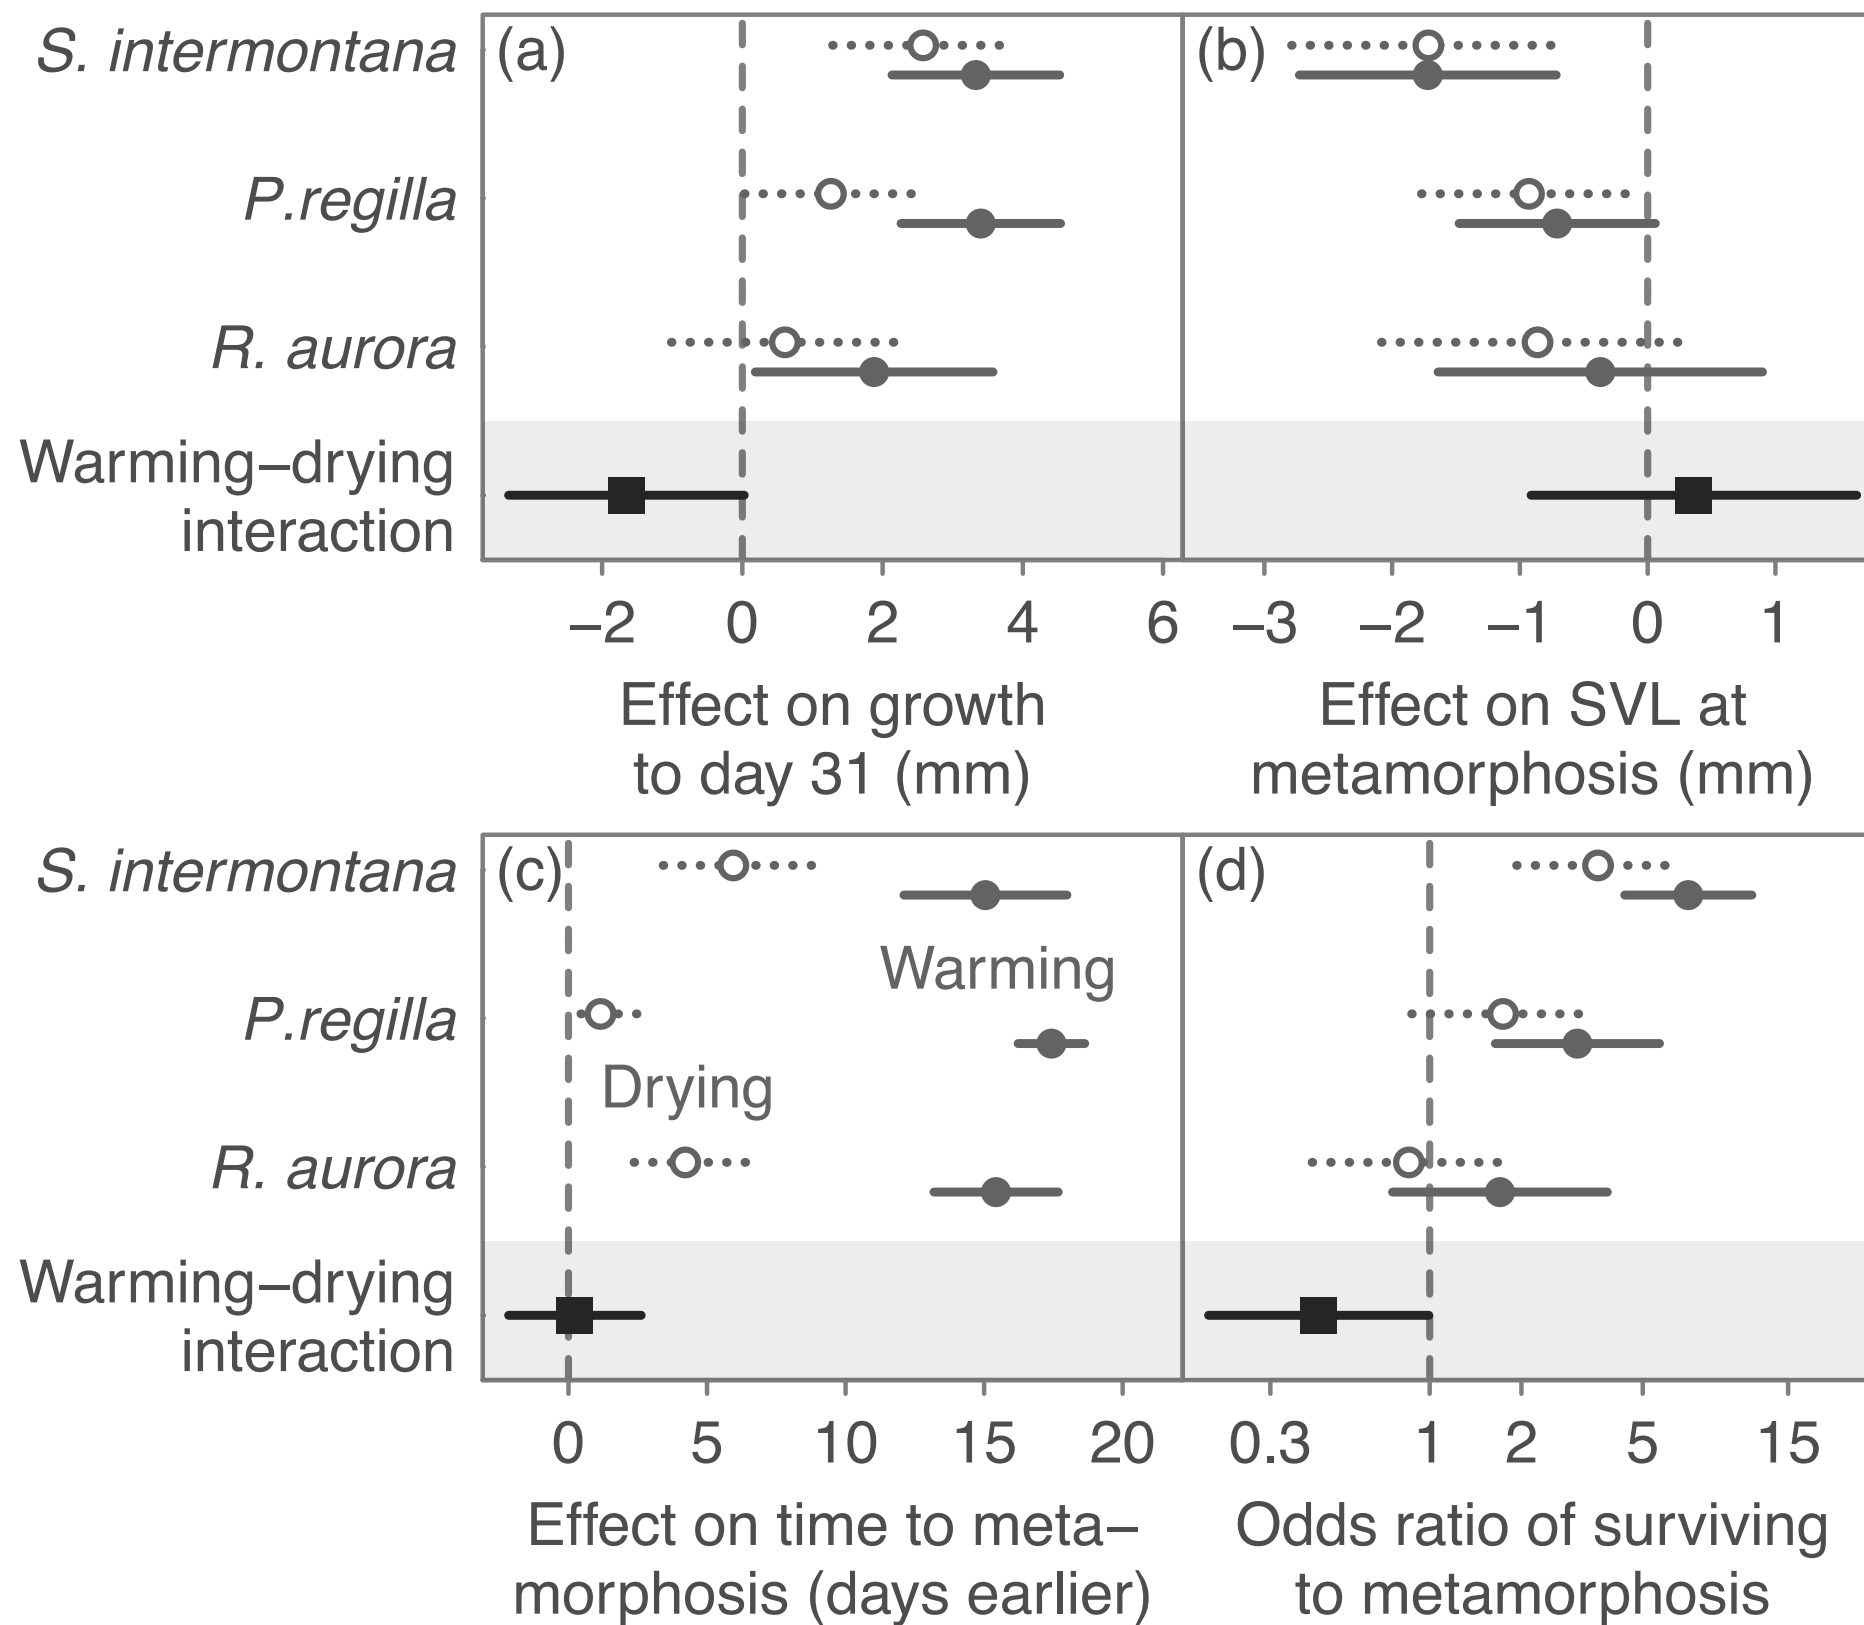 S. intermontana
(a)
(b)
P.regilla
R. aurora
Warming–drying
interaction
–2 0 2 4 6 –3 –2 –1 0 1
Effect on growth
to day 31 (mm)
Effect on SVL at
metamorphosis (mm)
S. intermontana
(c)
(d)
Warming
P.regilla
Drying
R. aurora
Warming–drying
interaction
0 5 10 15 20 0.3 1 2 5 15
Effect on time to meta–
morphosis (days earlier)
Odds ratio of surviving
to metamorphosis